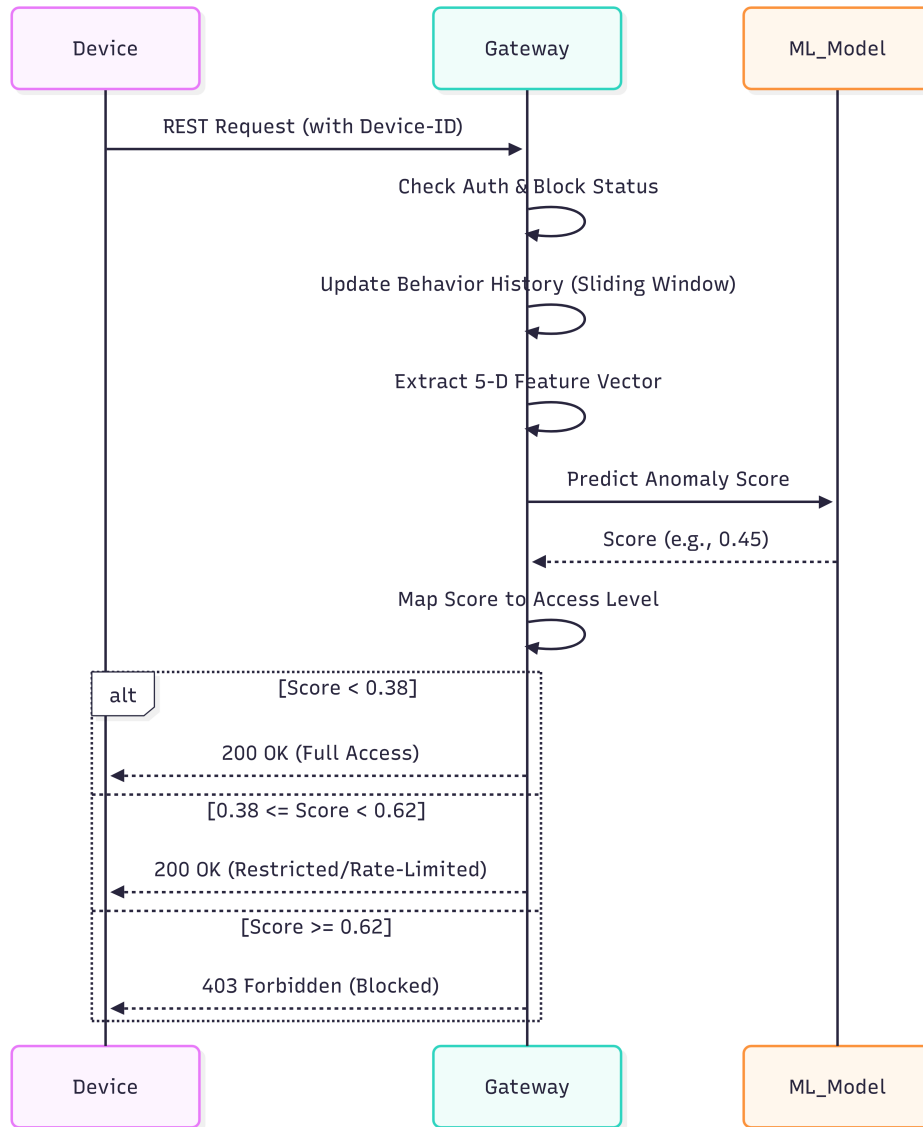 Device
Gateway
ML_Model
REST Request (with Device-ID)
Check Auth & Block Status
Update Behavior History (Sliding Window)
Extract 5-D Feature Vector
Predict Anomaly Score
Score (e.g., 0.45)
Map Score to Access Level
alt
[Score < 0.38]
200 OK (Full Access)
[0.38 <= Score < 0.62]
200 OK (Restricted/Rate-Limited)
[Score >= 0.62]
403 Forbidden (Blocked)
Device
Gateway
ML_Model